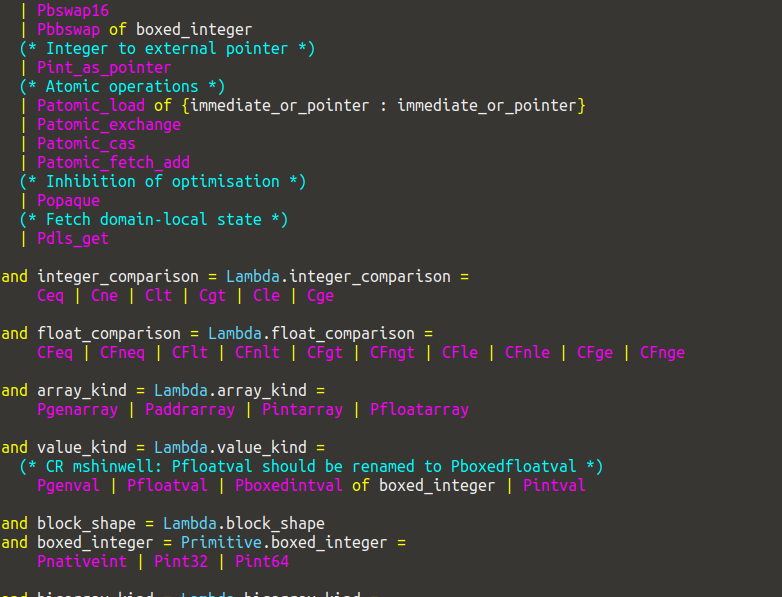 | Pbswap16
| Pbbswap of boxed_integer
(* Integer to external pointer *)
| Pint_as_pointer
(* Atomic operations *)
| Patomic_load of {immediate_or_pointer : immediate_or_pointer}
| Patomic_exchange
| Patomic_cas
| Patomic_fetch_add
(* Inhibition of optimisation *)
| Popaque
(* Fetch domain-local state *)
| Pdls_get
and integer_comparison = Lambda.integer_comparison =
Ceq | Cne | Clt | Cgt | Cle | Cge
and float_comparison = Lambda.float_comparison =
CFeq | CFneq | CFlt | CFnlt | CFgt | CFngt | CFle | CFnle | CFge | CFnge
and array_kind = Lambda.array_kind =
Pgenarray | Paddrarray | Pintarray | Pfloatarray
and value_kind = Lambda.value_kind =
(* CR mshinwell: Pfloatval should be renamed to Pboxedfloatval *)
Pgenval | Pfloatval | Pboxedintval of boxed_integer | Pintval
and block_shape = Lambda.block_shape
and boxed_integer = Primitive.boxed_integer =
Pnativeint | Pint32 | Pint64
and bigarray_kind = Lambda.bigarray_kind =